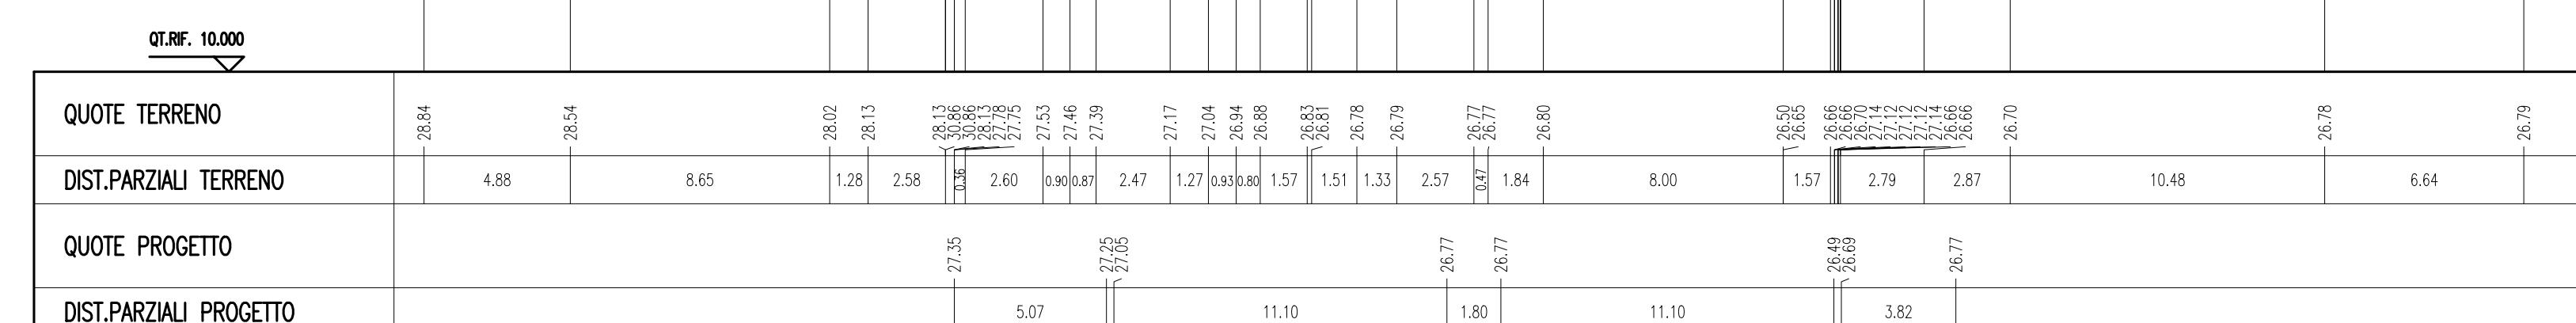 QT.RIF. 10.000
QUOTE TERRENO 28.84 28.54 28.02 28.13 28.13 30.86 30.86 28.13 27.78 27.75 27.53 27.46 27.39 27.17 27.04 26.94 26.88 26.83 26.81 26.78 26.79 26.77 26.77 26.80 26.50 26.65 26.66 26.66 26.70 27.14 27.12 27.12 27.12 27.12 27.14 26.66 26.66 26.70 26.78 26.79
DIST.PARZIALI TERRENO 4.88 8.65 1.28 2.58 0.36 2.60 0.90 0.87 2.47 1.27 0.93 0.80 1.57 1.51 1.33 2.57 0.47 1.84 8.00 1.57 2.79 2.87 10.48 6.64
QUOTE PROGETTO 27.35 27.25 27.05 26.77 26.77 26.49 26.69 26.77
DIST.PARZIALI PROGETTO 5.07 11.10 1.80 11.10 3.82